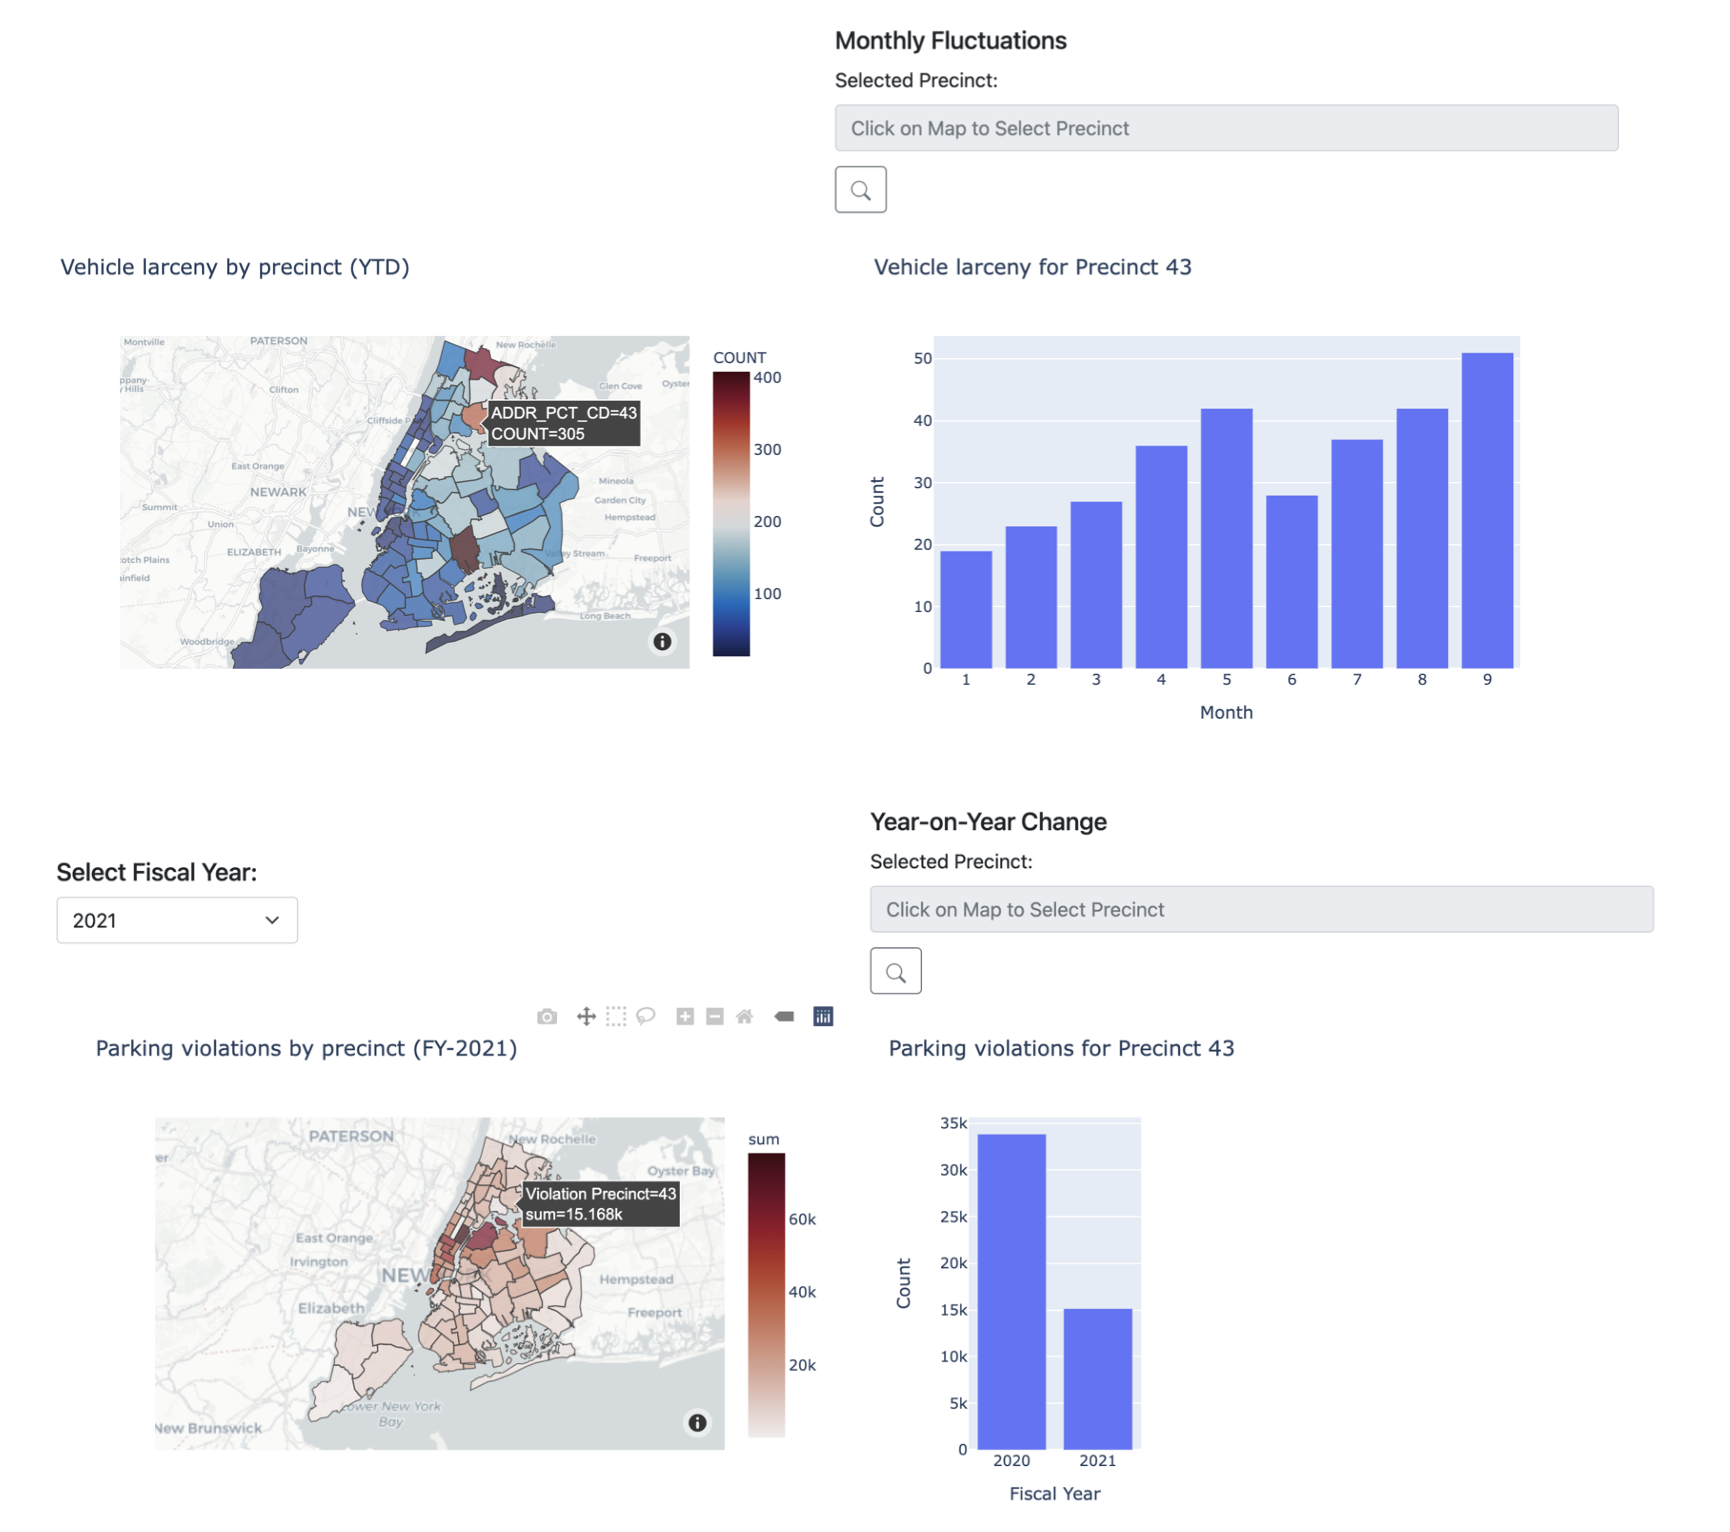 Monthly Fluctuations
Selected Precinct:
Click on Map to Select Precinct
Vehicle larceny by precinct (YTD)
Montville
PATERSON
New Rochelle
Clifton
Glen Cove
Oyster
Cliffside P
ADDR_PCT_CD=43
COUNT=305
East Orange
NEWARK
NEW
Mineola
Garden City
Summit
Union
Hempstead
ELIZABETH
Bayonne
Stream
Freeport
Woodbridge
Long Beach
COUNT
400
300
200
100
Vehicle larceny for Precinct 43
Count
50
40
30
20
10
0
1 2 3 4 5 6 7 8 9
Month
Select Fiscal Year:
2021
Year-on-Year Change
Selected Precinct:
Click on Map to Select Precinct
Parking violations by precinct (FY-2021)
PATERSON
New Rochelle
Oyster Bay
Violation Precinct=43
sum=15.168k
East Orange
Irvington
NEW
Hempstead
Elizabeth
Freeport
Lower New York
Bay
New Brunswick
sum
60k
40k
20k
Parking violations for Precinct 43
Count
35k
30k
25k
20k
15k
10k
5k
0
2020 2021
Fiscal Year